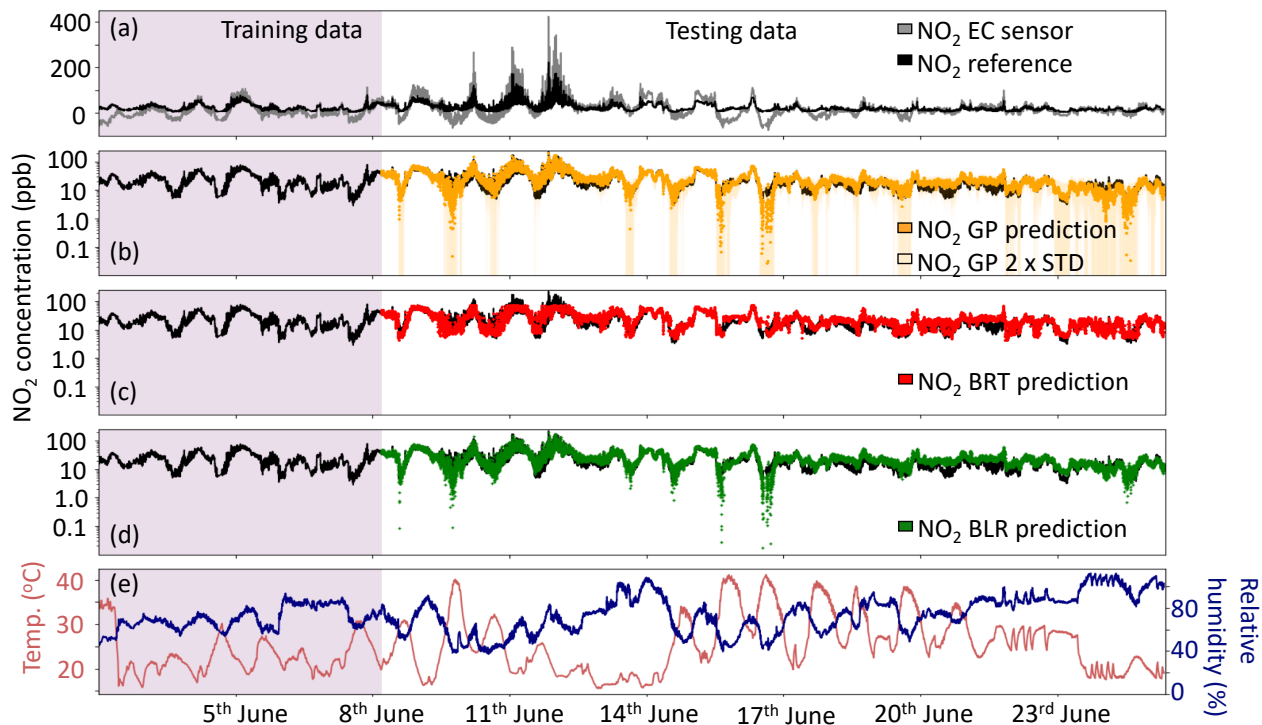 (a)
Training data
Testing data
NO₂ EC sensor
NO₂ reference
400
200
0
NO₂ concentration (ppb)
(b)
100
10
1.0
0.1
NO₂ GP prediction
NO₂ GP 2 x STD
(c)
100
10
1.0
0.1
NO₂ BRT prediction
(d)
100
10
1.0
0.1
NO₂ BLR prediction
(e)
Temp. (°C)
40
30
20
80
40
0
Relative
humidity (%)
5th June
8th June
11th June
14th June
17th June
20th June
23rd June